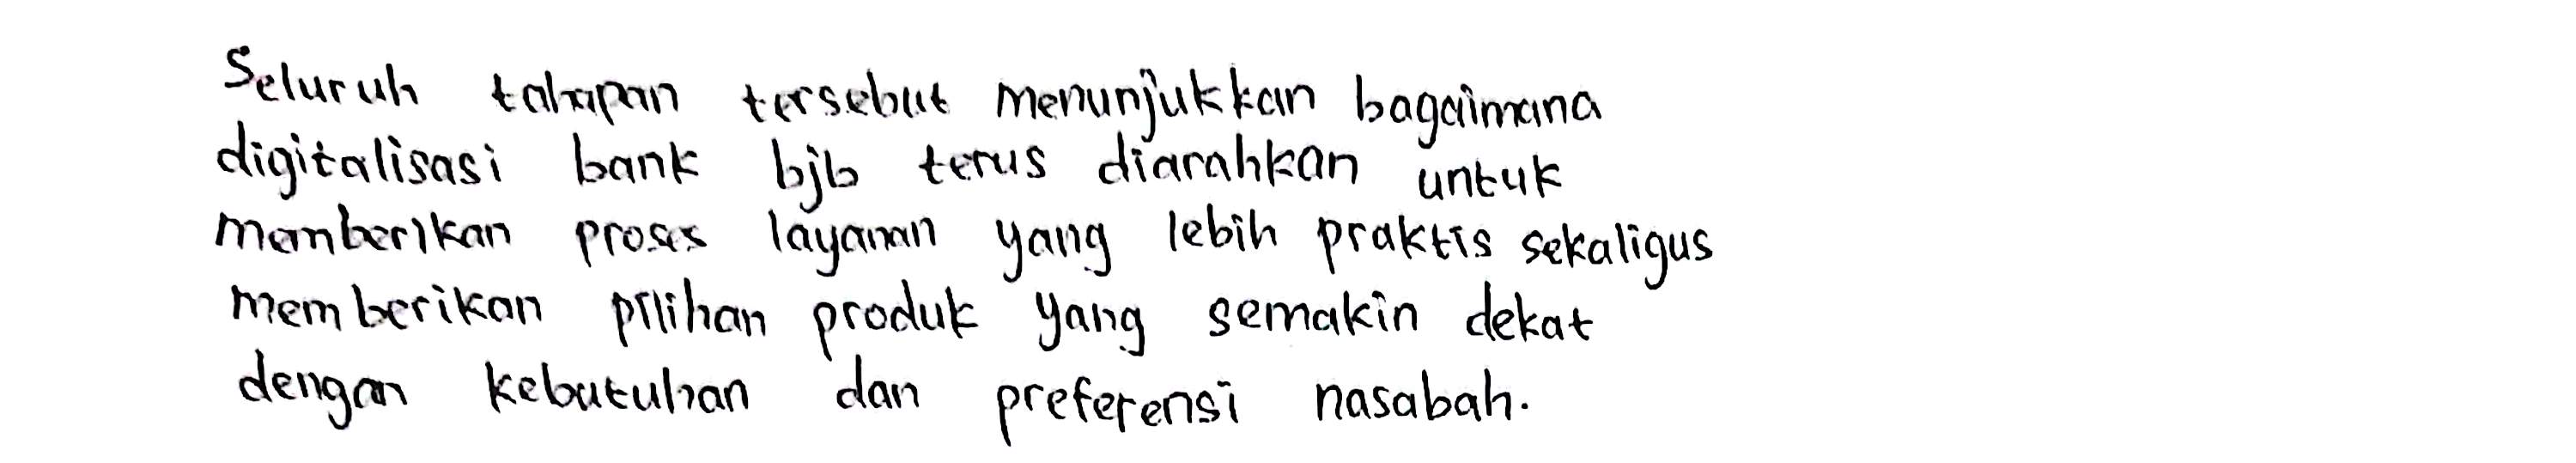 Seluruh tahapan tersebut menunjukkan bagaimana
digitalisasi bank bjb terus diarahkan untuk
memberikan proses layanan yang lebih praktis sekaligus
memberikan pilihan produk yang semakin dekat
dengan kebutuhan dan preferensi nasabah.